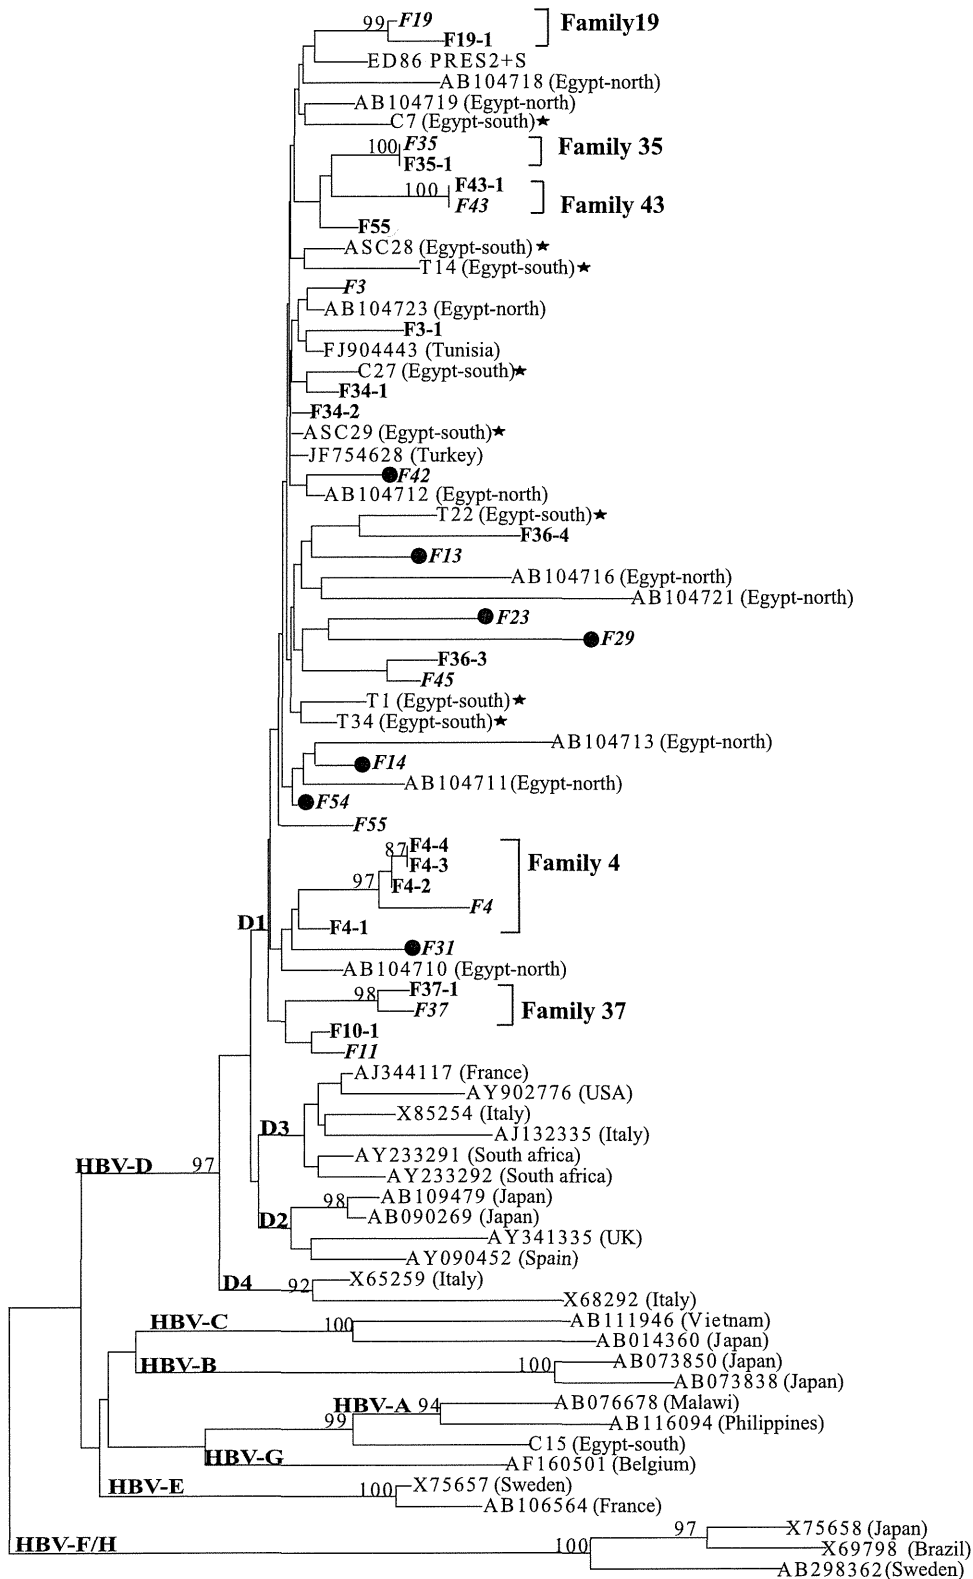 99 F19
Family19
F19-1
ED86 PRES2+S
AB104718 (Egypt-north)
AB104719 (Egypt-north)
C7 (Egypt-south)★
100 F35
Family 35
F35-1
100 F43-1
F43
Family 43
F55
ASC28 (Egypt-south)★
T14 (Egypt-south)★
F3
AB104723 (Egypt-north)
F3-1
FJ904443 (Tunisia)
C27 (Egypt-south)★
F34-1
F34-2
ASC29 (Egypt-south)★
JF754628 (Turkey)
F42
AB104712 (Egypt-north)
T22 (Egypt-south)★
F36-4
F13
AB104716 (Egypt-north)
AB104721 (Egypt-north)
F23
F29
F36-3
F45
T1 (Egypt-south)★
T34 (Egypt-south)★
AB104713 (Egypt-north)
F14
AB104711(Egypt-north)
F54
F55
87 F4-4
F4-3
Family 4
97 F4-2
F4
D1 F4-1
F31
AB104710 (Egypt-north)
98 F37-1
F37
Family 37
F10-1
F11
AJ344117 (France)
AY902776 (USA)
X85254 (Italy)
D3 AJ132335 (Italy)
AY233291 (South africa)
HBV-D 97
AY233292 (South africa)
98 AB109479 (Japan)
D2 AB090269 (Japan)
AY341335 (UK)
AY090452 (Spain)
D4 92 X65259 (Italy)
X68292 (Italy)
HBV-C 100 AB111946 (Vietnam)
AB014360 (Japan)
HBV-B 100 AB073850 (Japan)
AB073838 (Japan)
HBV-A 94 AB076678 (Malawi)
99 AB116094 (Philippines)
C15 (Egypt-south)
HBV-G AF160501 (Belgium)
HBV-E 100 X75657 (Sweden)
AB106564 (France)
97 X75658 (Japan)
HBV-F/H 100 X69798 (Brazil)
AB298362(Sweden)